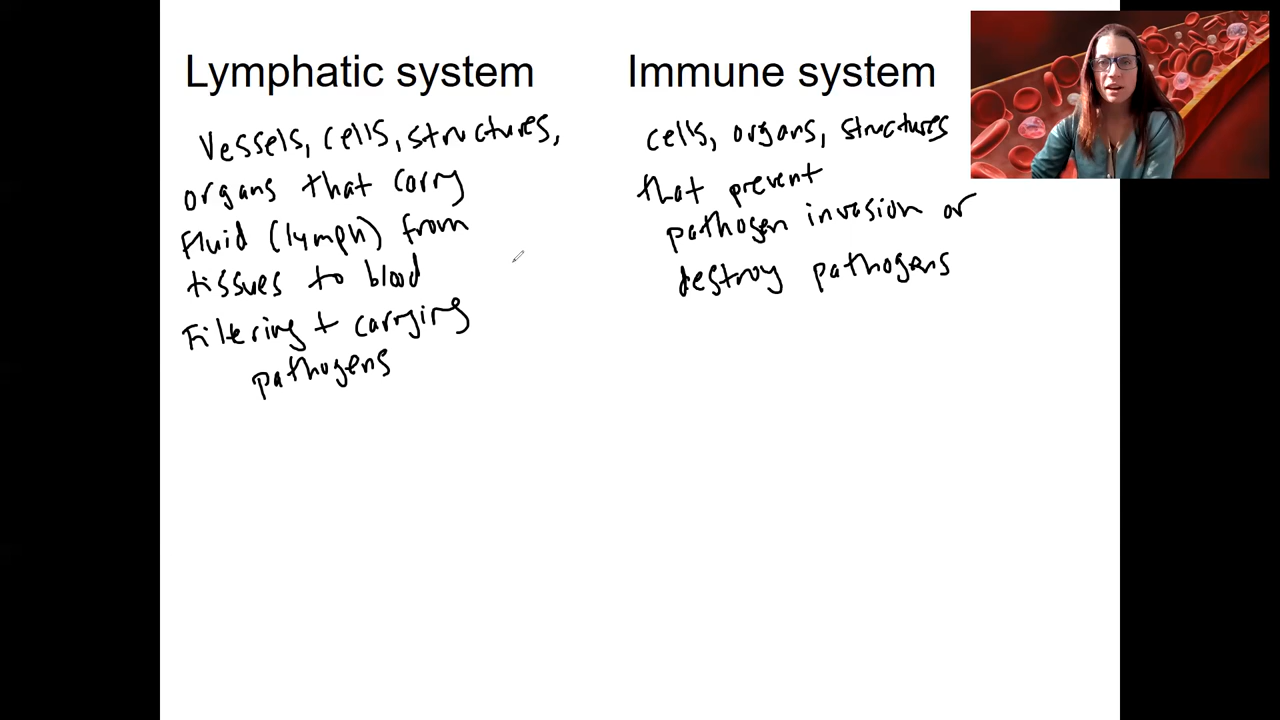 Lymphatic system
Vessels, cells, structures,
organs that carry
fluid (lymph) from
tissues to blood
Filtering + carrying
pathogens
Immune system
cells, organs, structures
that prevent
pathogen invasion or
destroy pathogens